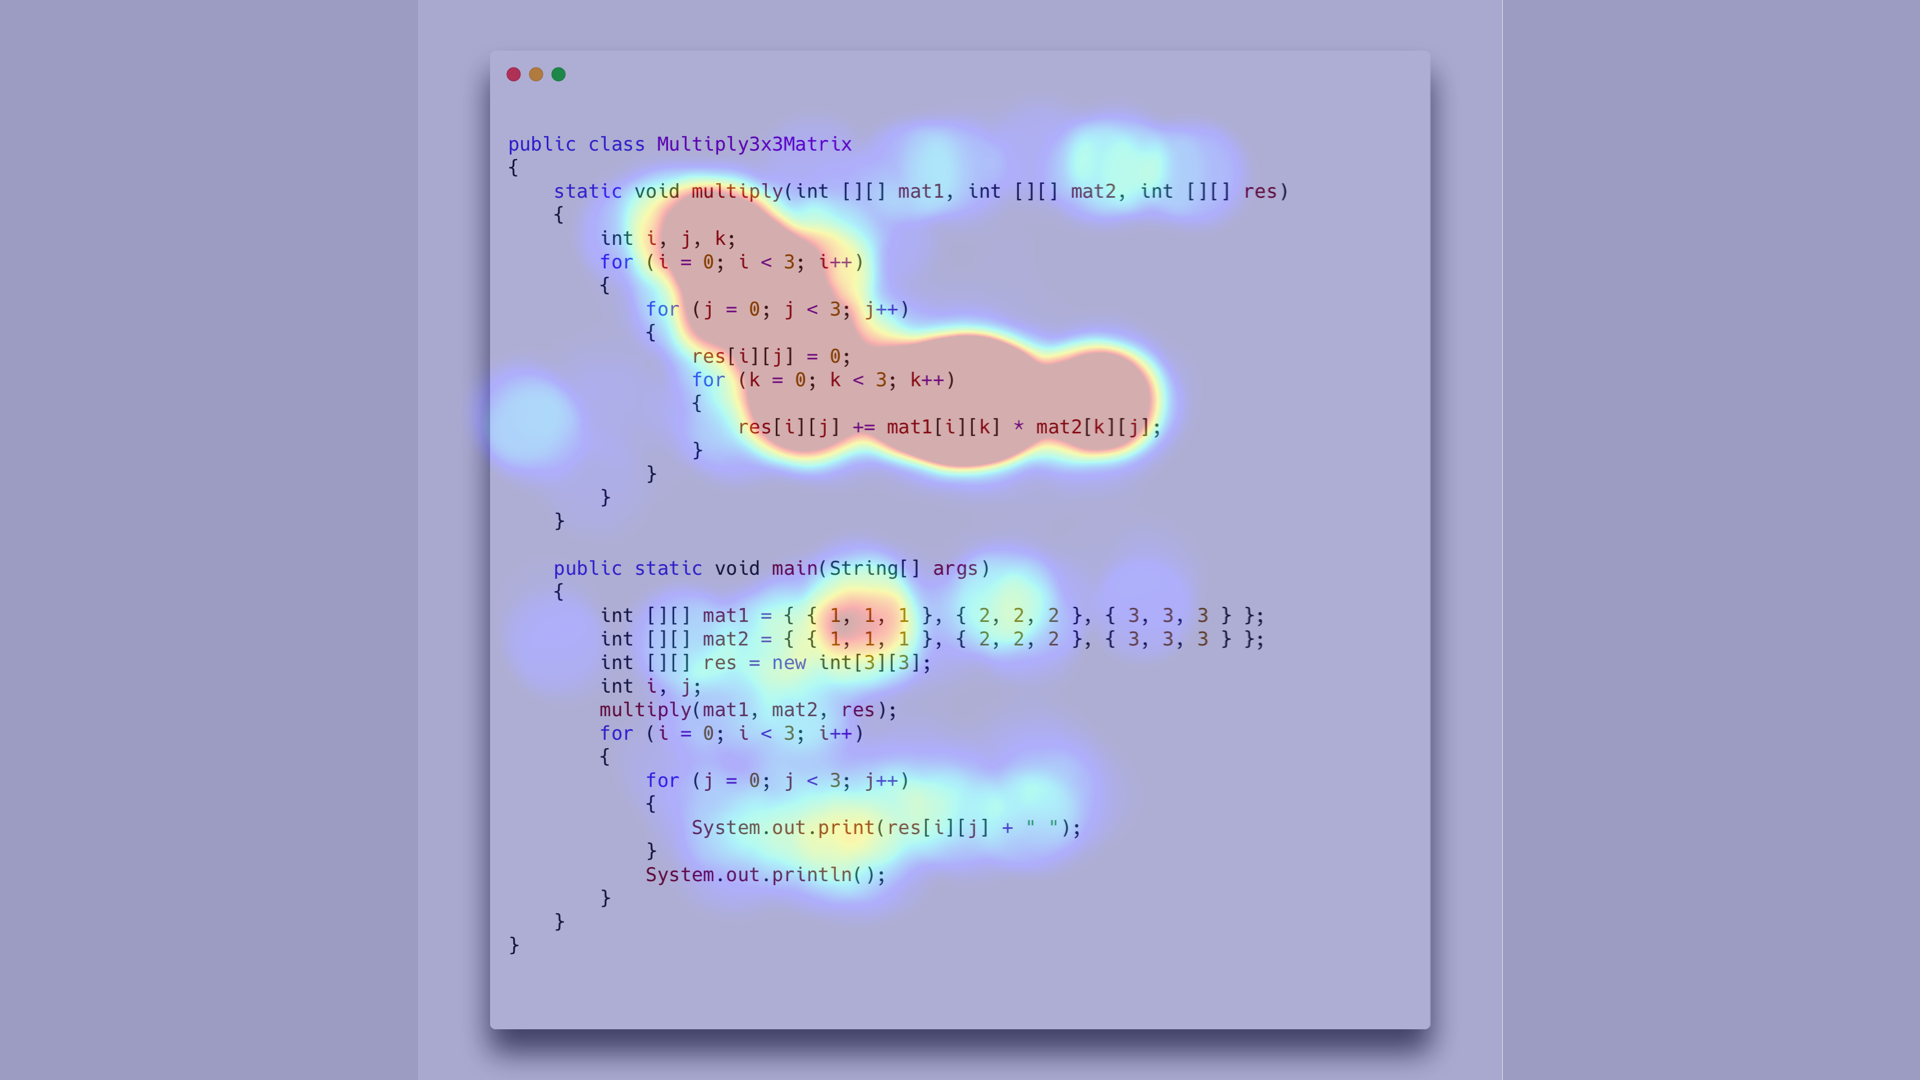 public class Multiply3x3Matrix
{
    static void multiply(int [][] mat1, int [][] mat2, int [][] res)
    {
        int i, j, k;
        for (i = 0; i < 3; i++)
        {
            for (j = 0; j < 3; j++)
            {
                res[i][j] = 0;
                for (k = 0; k < 3; k++)
                {
                    res[i][j] += mat1[i][k] * mat2[k][j];
                }
            }
        }
    }

    public static void main(String[] args)
    {
        int [][] mat1 = { { 1, 1, 1 }, { 2, 2, 2 }, { 3, 3, 3 } };
        int [][] mat2 = { { 1, 1, 1 }, { 2, 2, 2 }, { 3, 3, 3 } };
        int [][] res = new int[3][3];
        int i, j;
        multiply(mat1, mat2, res);
        for (i = 0; i < 3; i++)
        {
            for (j = 0; j < 3; j++)
            {
                System.out.print(res[i][j] + " ");
            }
            System.out.println();
        }
    }
}